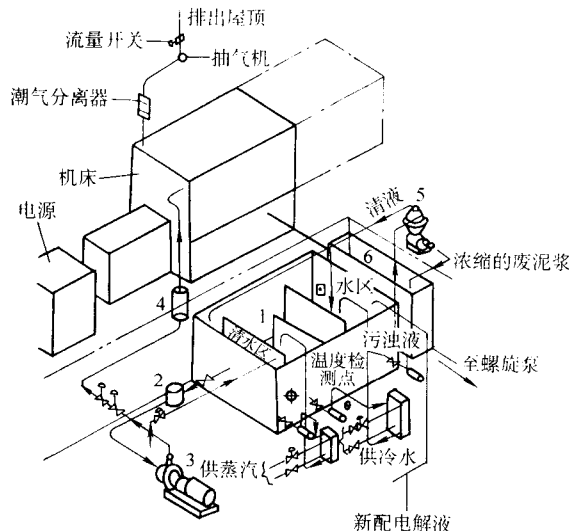 排出屋顶
流量开关
抽气机
潮气分离器
机床
电源
清液
5
6
浓缩的废泥浆
水区
4
1
清水区
污浊液
温度检
测点
至螺旋泵
2
3
供蒸汽
供冷水
新配电解液